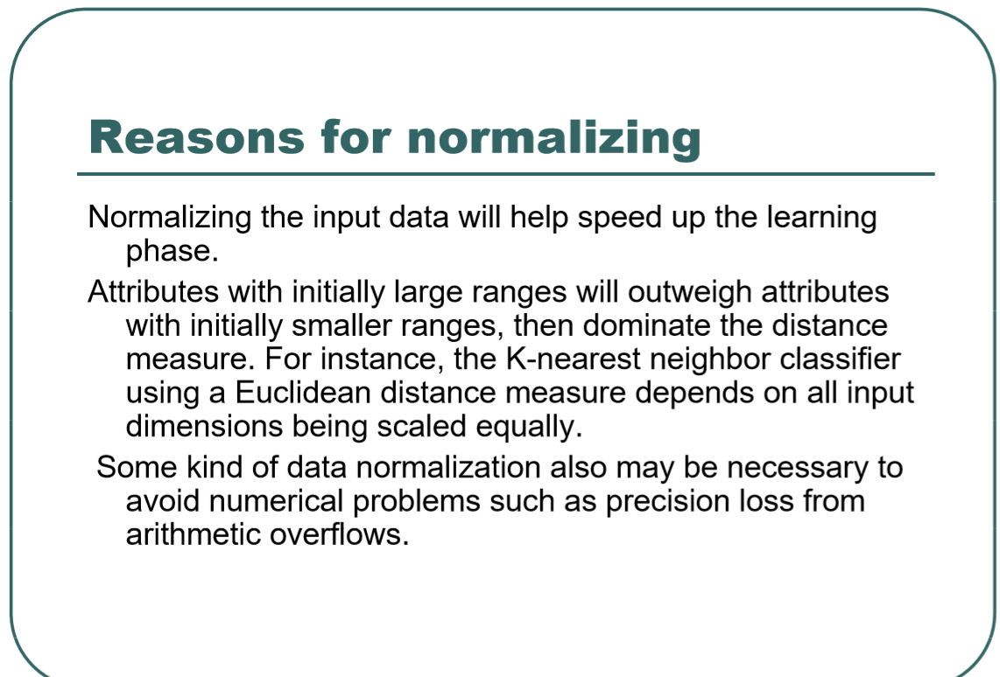 Reasons for normalizing
Normalizing the input data will help speed up the learning
phase.
Attributes with initially large ranges will outweigh attributes
with initially smaller ranges, then dominate the distance
measure. For instance, the K-nearest neighbor classifier
using a Euclidean distance measure depends on all input
dimensions being scaled equally.
Some kind of data normalization also may be necessary to
avoid numerical problems such as precision loss from
arithmetic overflows.